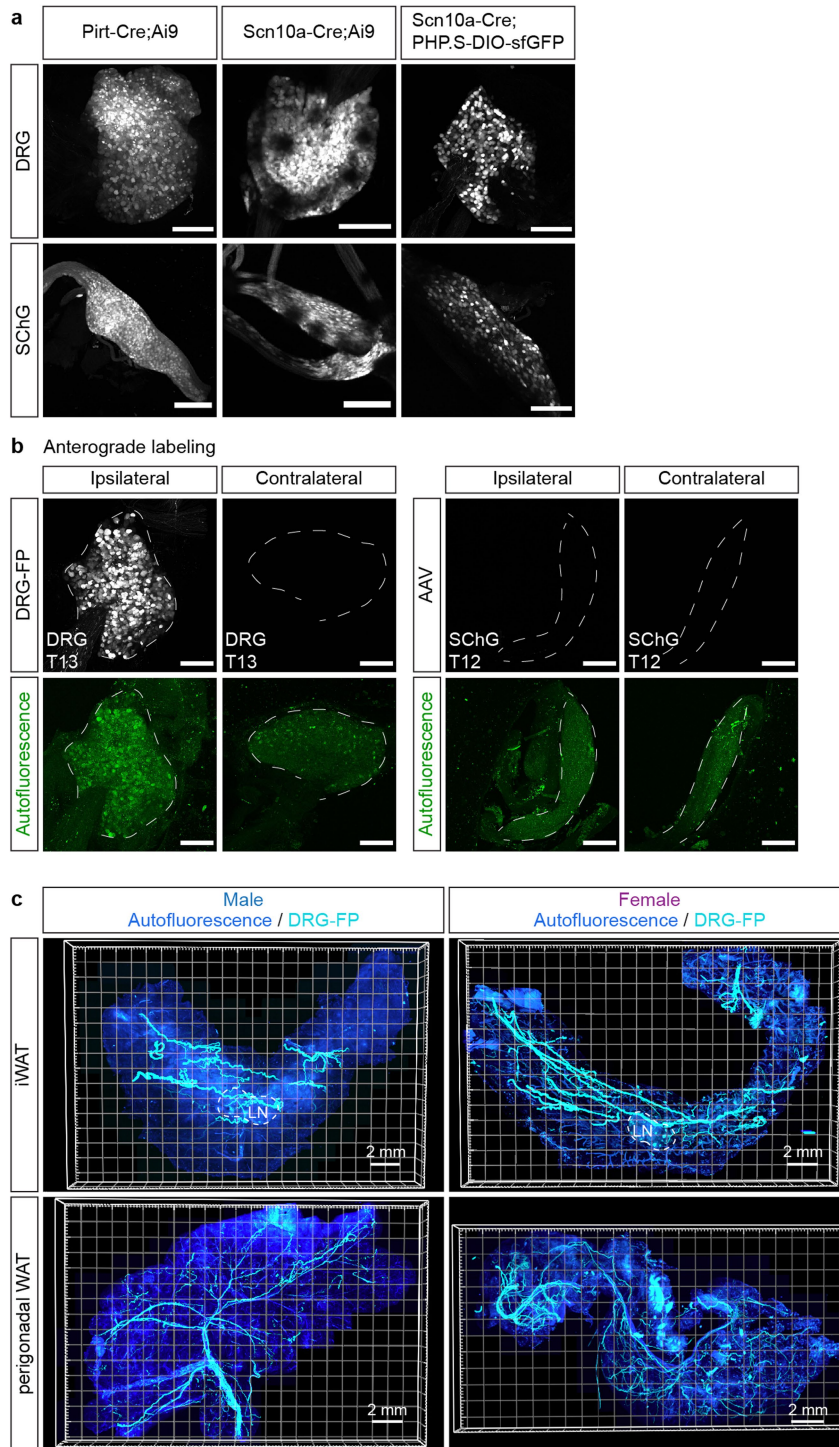 a
Pirt-Cre;Ai9
Scn10a-Cre;Ai9
Scn10a-Cre;
PHP.S-DIO-sfGFP
DRG
SChG
b Anterograde labeling
Ipsilateral
Contralateral
Ipsilateral
Contralateral
DRG-FP
DRG
T13
DRG
T13
AAV
SChG
T12
SChG
T12
Autofluorescence
Autofluorescence
c
Male
Autofluorescence / DRG-FP
Female
Autofluorescence / DRG-FP
iWAT
LN
2 mm
LN
2 mm
perigonadal WAT
2 mm
2 mm